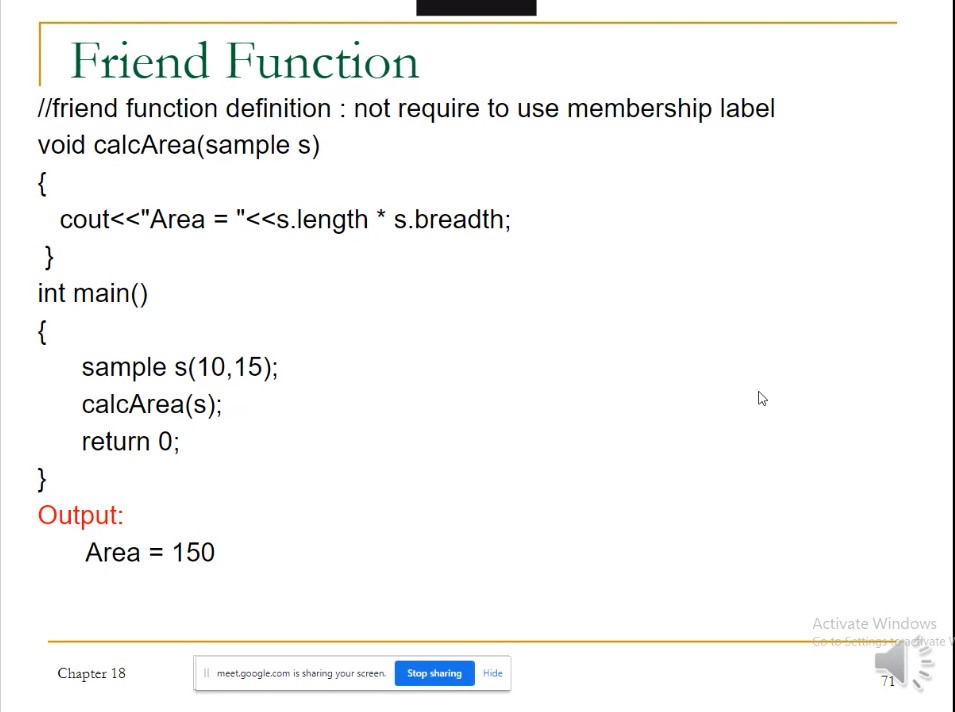 Friend Function
//friend function definition : not require to use membership label
void calcArea(sample s)
{
cout<<"Area = "<<s.length * s.breadth;
}
int main()
{
sample s(10,15);
calcArea(s);
return 0;
}
Output:
Area = 150
Activate Windows
Go to Settings to activate W
Chapter 18
meet.google.com is sharing your screen.
Stop sharing
Hide
71